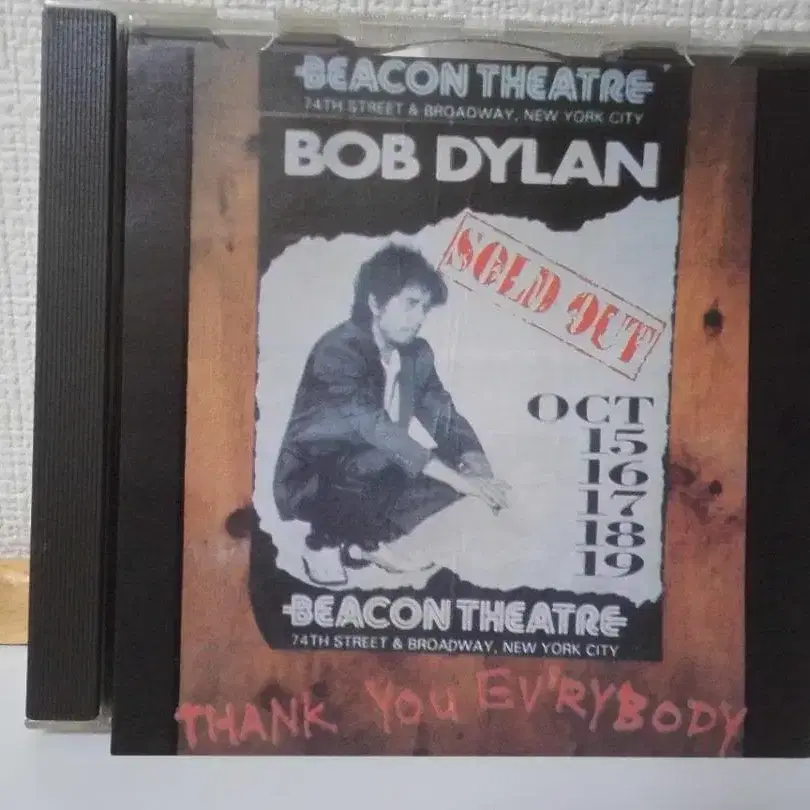 BEACON THEATRE
74TH STREET & BROADWAY, NEW YORK CITY
BOB DYLAN
SOLD OUT
OCT
15
16
17
18
19
BEACON THEATRE
74TH STREET & BROADWAY, NEW YORK CITY
THANK YOU EV'RYBODY